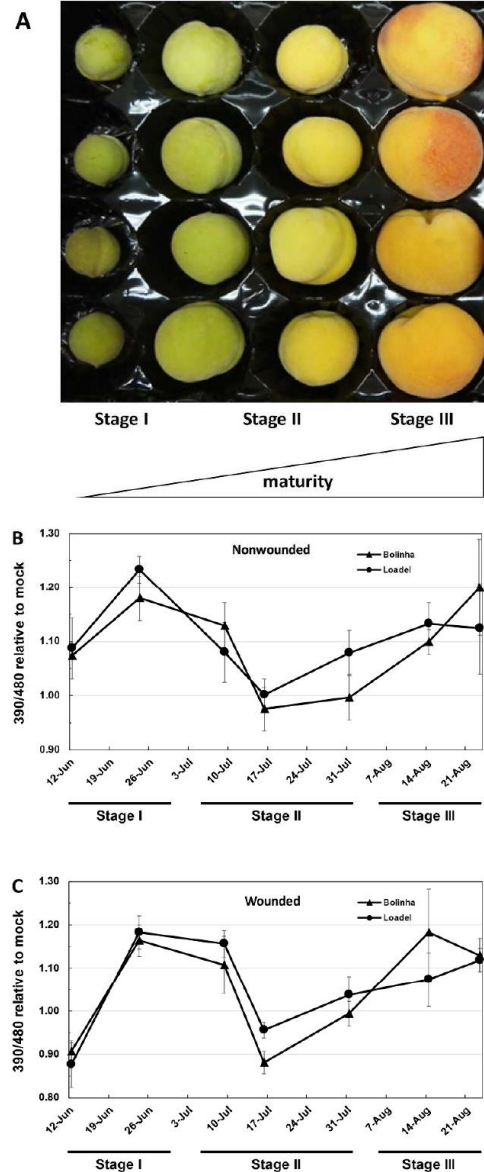 A
Stage I Stage II Stage III
maturity
B
Nonwounded
Bolinha
Loadel
390/480 relative to mock
1.30
1.20
1.10
1.00
0.90
12-Jun 19-Jun 26-Jun 3-Jul 10-Jul 17-Jul 24-Jul 31-Jul 7-Aug 14-Aug 21-Aug
Stage I Stage II Stage III
C
Wounded
Bolinha
Loadel
390/480 relative to mock
1.30
1.20
1.10
1.00
0.90
0.80
12-Jun 19-Jun 26-Jun 3-Jul 10-Jul 17-Jul 24-Jul 31-Jul 7-Aug 14-Aug 21-Aug
Stage I Stage II Stage III